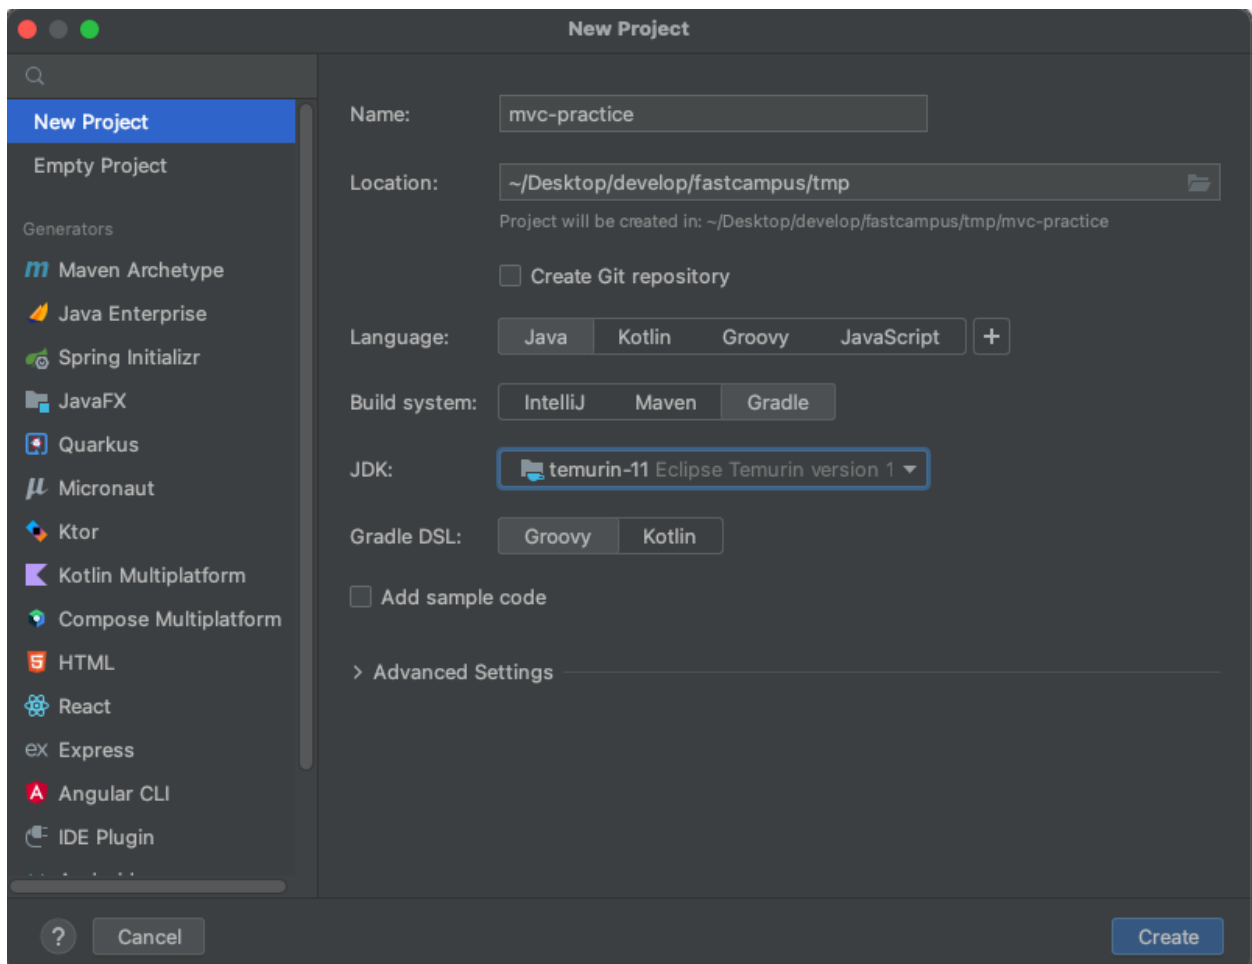 New Project
New Project
Empty Project
Generators
Maven Archetype
Java Enterprise
Spring Initializr
JavaFX
Quarkus
Micronaut
Ktor
Kotlin Multiplatform
Compose Multiplatform
HTML
React
ex Express
Angular CLI
IDE Plugin
Name: mvc-practice
Location: ~/Desktop/develop/fastcampus/tmp
Project will be created in: ~/Desktop/develop/fastcampus/tmp/mvc-practice
Create Git repository
Language: Java Kotlin Groovy JavaScript +
Build system: IntelliJ Maven Gradle
JDK: temurin-11 Eclipse Temurin version 1
Gradle DSL: Groovy Kotlin
Add sample code
Advanced Settings
? Cancel Create